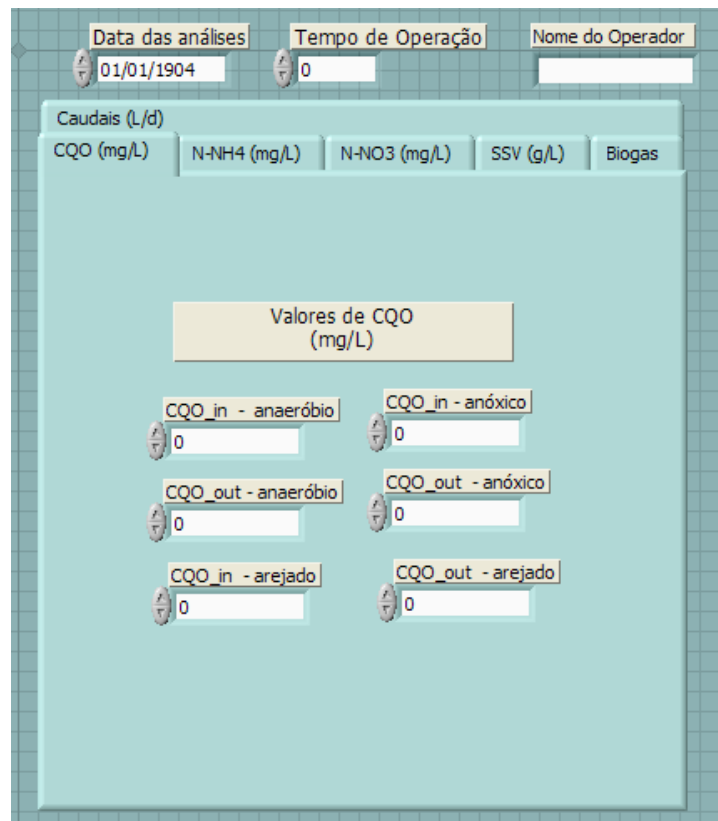 Data das análises
Tempo de Operação
Nome do Operador
01/01/1904
0
Caudais (L/d)
CQO (mg/L)
N-NH4 (mg/L)
N-NO3 (mg/L)
SSV (g/L)
Biogas
Valores de CQO
(mg/L)
CQO_in - anaeróbio
CQO_in - anóxico
0
0
CQO_out - anaeróbio
CQO_out - anóxico
0
0
CQO_in - arejado
CQO_out - arejado
0
0